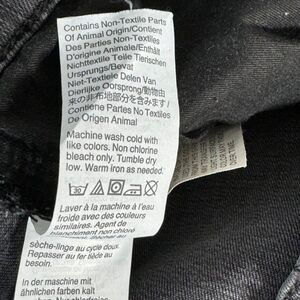 Contains Non-Textile Parts
Of Animal Origin/Contient
Des Parties Non-Textiles
D'origine Animale/Enthält
Nichttextile Teile Tierischen
Ursprungs/Bevat
Niet-Textiele Delen Van
Dierlijke Oorsprong/動物由
来の非布地部分を含みます/
Contiene Partes No Textiles
De Origen Animal
Machine wash cold with
like colors. Non chlorine
bleach only. Tumble dry
low. Warm iron as needed.
30
Laver à la machine à l'eau
froide avec des couleurs
similaires. Agent de
blanchiment non chloré
sèche-linge au cycle doux.
Repasser au fer tiède au
besoin.
In der maschine mit
ähnlichen farben kalt